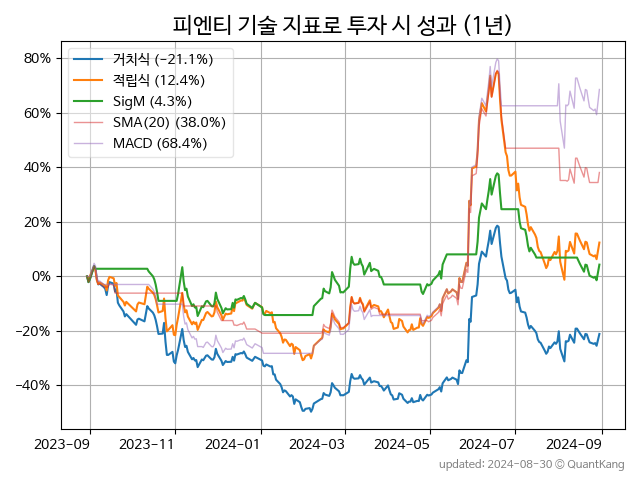 피엔티 기술 지표로 투자 시 성과 (1년)
80%
60%
40%
20%
0%
−20%
−40%
거치식 (−21.1%)
적립식 (12.4%)
SigM (4.3%)
SMA(20) (38.0%)
MACD (68.4%)
2023-09
2023-11
2024-01
2024-03
2024-05
2024-07
2024-09
updated: 2024-08-30 © QuantKang